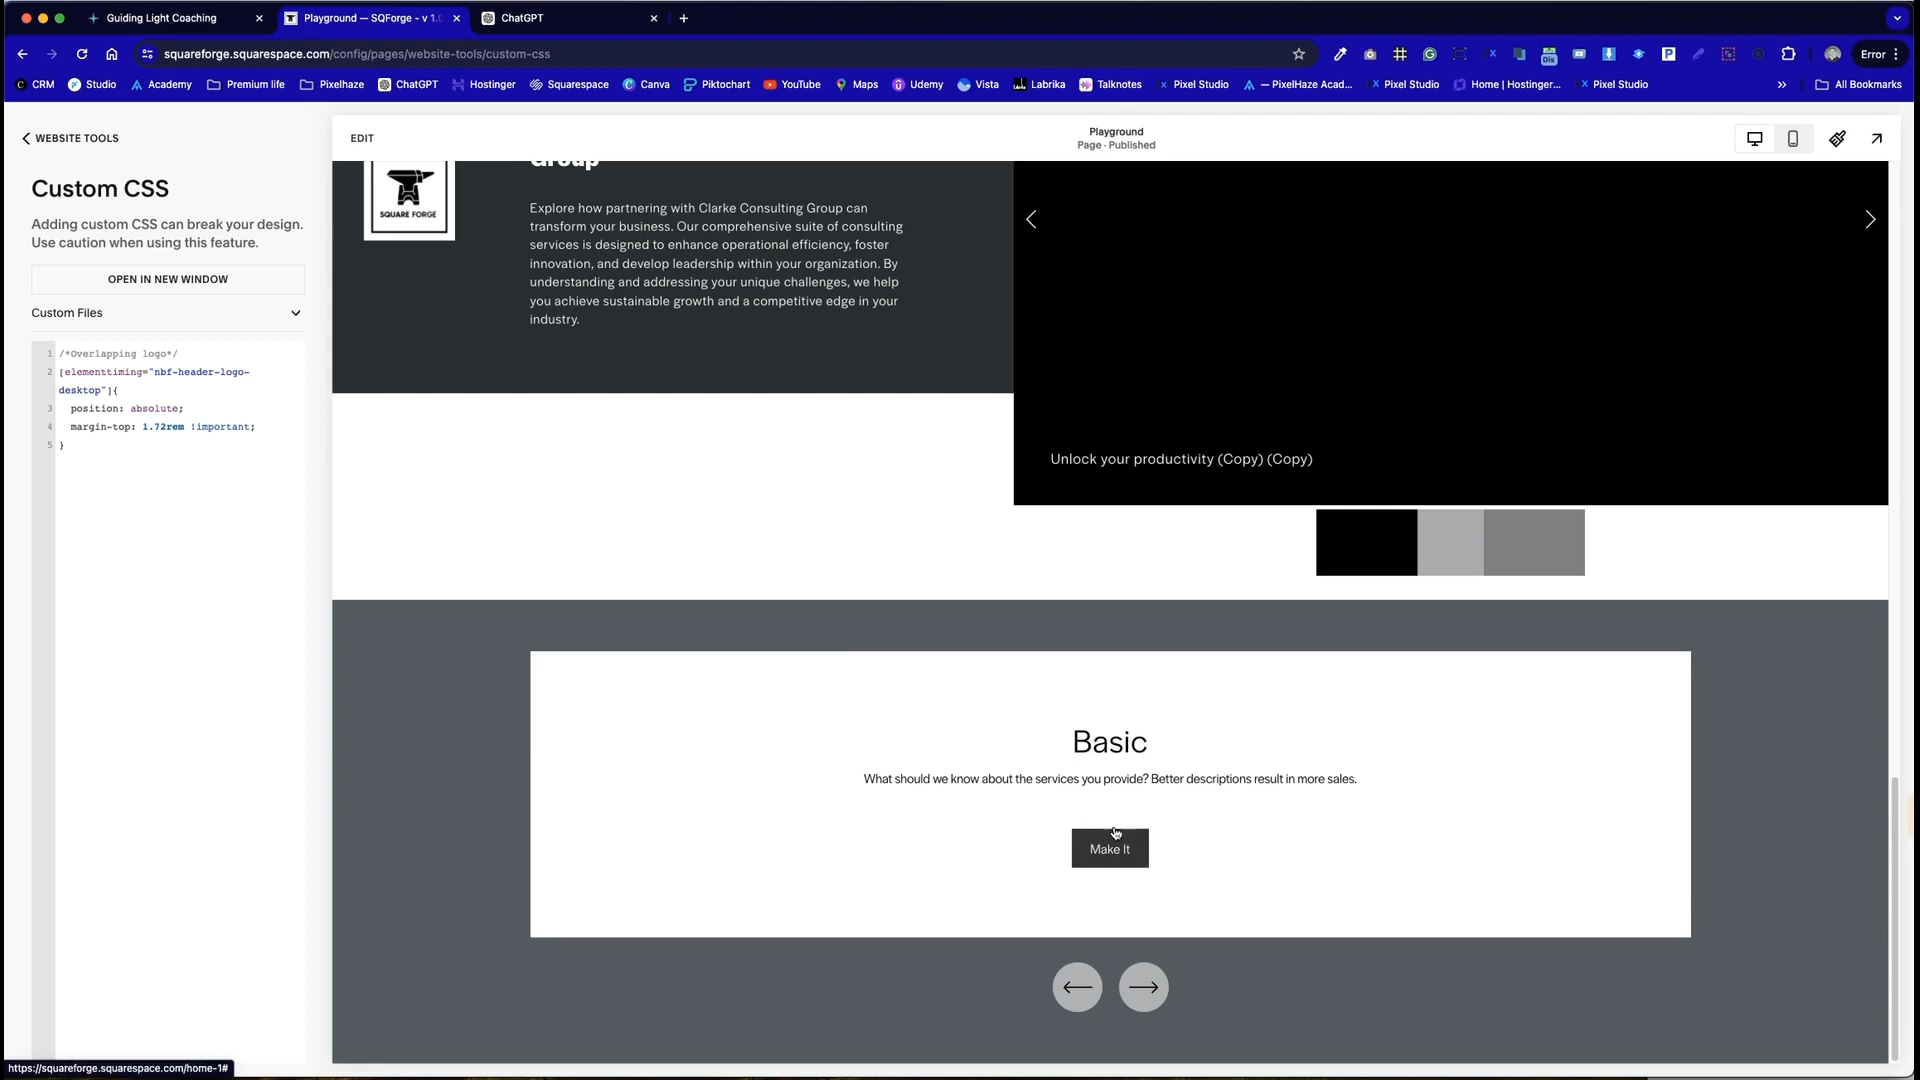 Guiding Light Coaching
Playground — SQForge - v 1.0
ChatGPT
squareforge.squarespace.com/config/pages/website-tools/custom-css
Error
CRM
Studio
Academy
Premium life
Pixelhaze
ChatGPT
Hostinger
Squarespace
Canva
Piktochart
YouTube
Maps
Udemy
Vista
Labrika
Talknotes
Pixel Studio
— PixelHaze Acad...
Pixel Studio
Home | Hostinger...
Pixel Studio
All Bookmarks
WEBSITE TOOLS
EDIT
Playground
Page · Published
Custom CSS
Adding custom CSS can break your design.
Use caution when using this feature.
OPEN IN NEW WINDOW
Custom Files
1 /*Overlapping logo*/
2 [elementtiming="nbf-header-logo-
desktop"]{
3 position: absolute;
4 margin-top: 1.72rem !important;
5 }
SQUARE FORGE
Group
Explore how partnering with Clarke Consulting Group can
transform your business. Our comprehensive suite of consulting
services is designed to enhance operational efficiency, foster
innovation, and develop leadership within your organization. By
understanding and addressing your unique challenges, we help
you achieve sustainable growth and a competitive edge in your
industry.
Unlock your productivity (Copy) (Copy)
Basic
What should we know about the services you provide? Better descriptions result in more sales.
Make It
https://squareforge.squarespace.com/home-1#